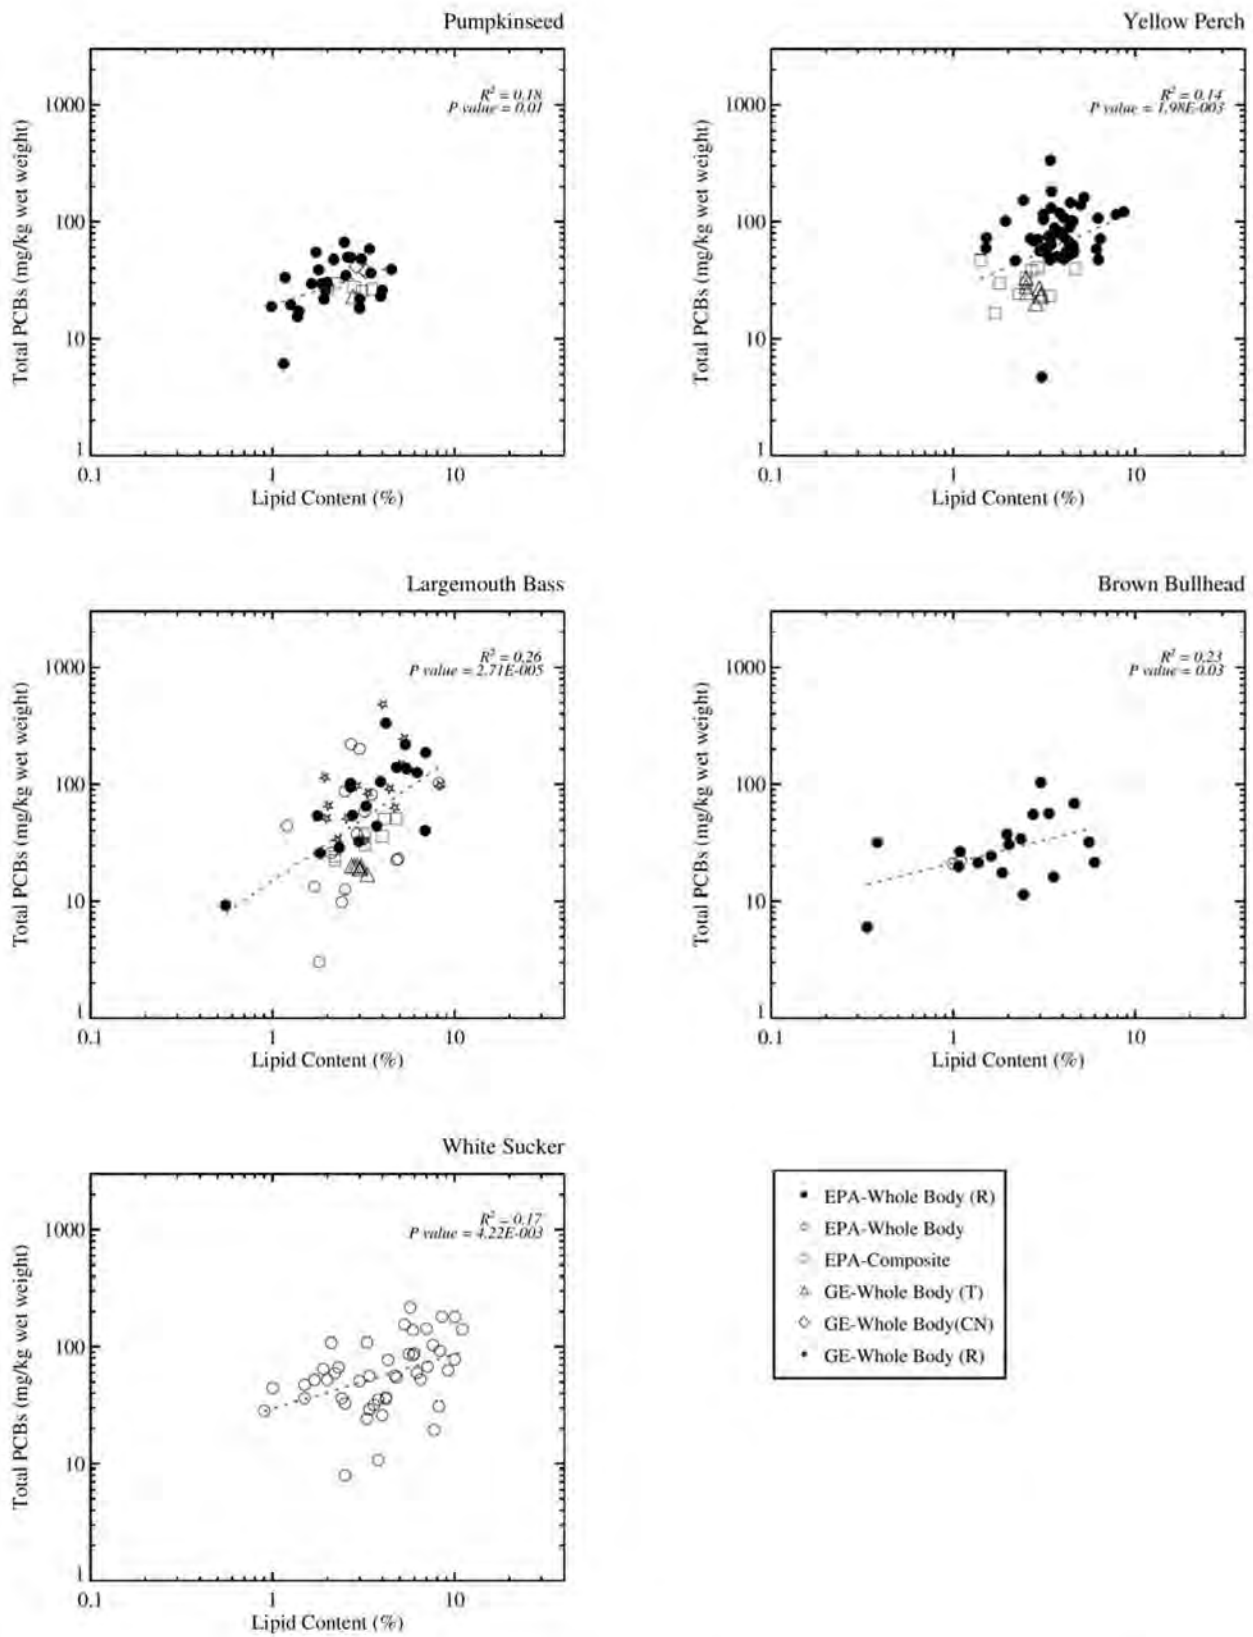 Pumpkinseed
R² = 0.18
P value = 0.01
1000
100
10
1
0.1 1 10
Total PCBs (mg/kg wet weight)
Lipid Content (%)
Yellow Perch
R² = 0.14
P value = 1.98E-003
1000
100
10
1
0.1 1 10
Total PCBs (mg/kg wet weight)
Lipid Content (%)
Largemouth Bass
R² = 0.26
P value = 2.71E-005
1000
100
10
1
0.1 1 10
Total PCBs (mg/kg wet weight)
Lipid Content (%)
Brown Bullhead
R² = 0.23
P value = 0.03
1000
100
10
1
0.1 1 10
Total PCBs (mg/kg wet weight)
Lipid Content (%)
White Sucker
R² = 0.17
P value = 4.22E-003
1000
100
10
1
0.1 1 10
Total PCBs (mg/kg wet weight)
Lipid Content (%)
EPA-Whole Body (R)
EPA-Whole Body
EPA-Composite
GE-Whole Body (T)
GE-Whole Body(CN)
GE-Whole Body (R)